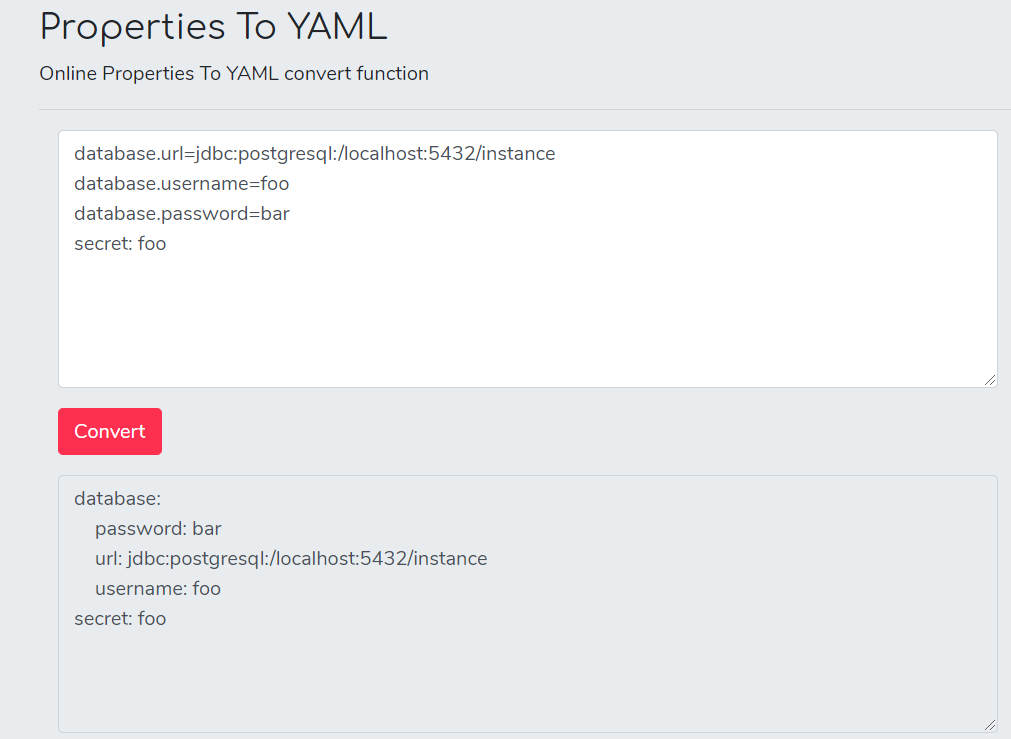 Properties To YAML
Online Properties To YAML convert function
database.url=jdbc:postgresql:/localhost:5432/instance
database.username=foo
database.password=bar
secret: foo
Convert
database:
    password: bar
    url: jdbc:postgresql:/localhost:5432/instance
    username: foo
secret: foo